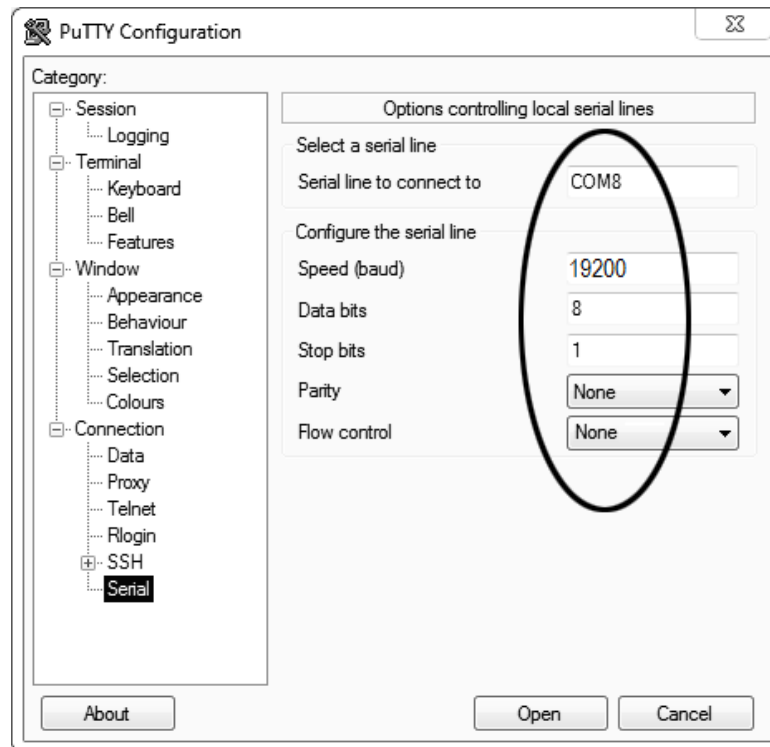 PuTTY Configuration
Category:
Session
Logging
Terminal
Keyboard
Bell
Features
Window
Appearance
Behaviour
Translation
Selection
Colours
Connection
Data
Proxy
Telnet
Rlogin
SSH
Serial
Options controlling local serial lines
Select a serial line
Serial line to connect to COM8
Configure the serial line
Speed (baud) 19200
Data bits 8
Stop bits 1
Parity None
Flow control None
About Open Cancel